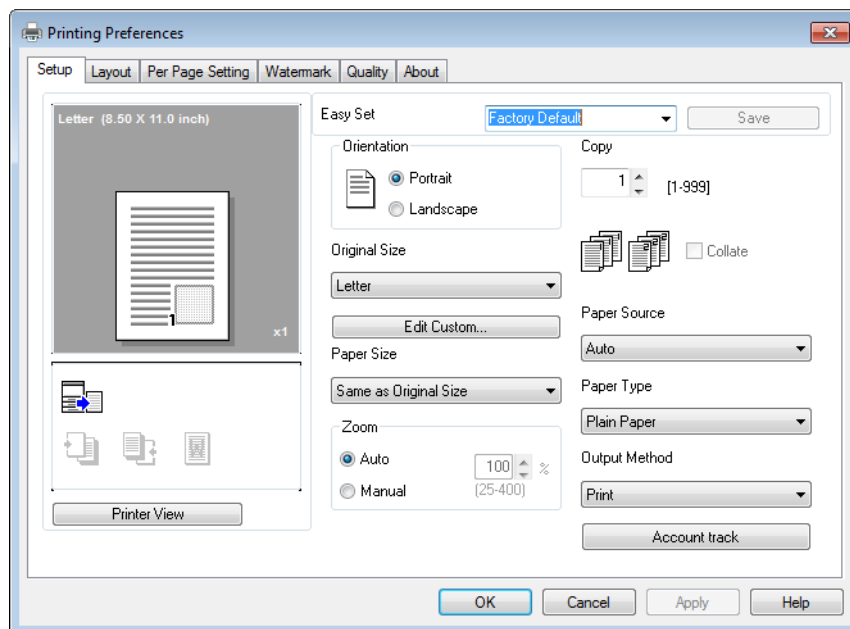 Printing Preferences
Setup Layout Per Page Setting Watermark Quality About
Letter (8.50 X 11.0 inch)
1
x1
Printer View
Easy Set Factory Default Save
Orientation
Portrait
Landscape
Original Size
Letter
Edit Custom...
Paper Size
Same as Original Size
Zoom
Auto
Manual
100 %
(25-400)
Copy
1 [1-999]
Collate
Paper Source
Auto
Paper Type
Plain Paper
Output Method
Print
Account track
OK Cancel Apply Help